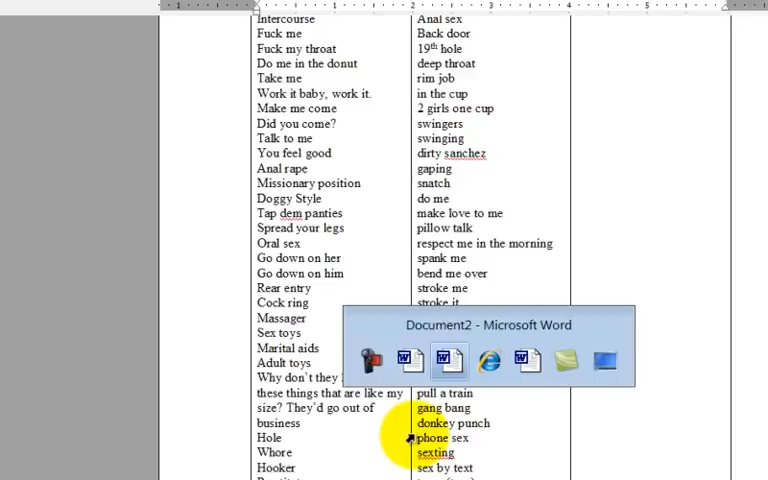 1 1 2 3 4 5
Intercourse
Fuck me
Fuck my throat
Do me in the donut
Take me
Work it baby, work it.
Make me come
Did you come?
Talk to me
You feel good
Anal rape
Missionary position
Doggy Style
Tap dem panties
Spread your legs
Oral sex
Go down on her
Go down on him
Rear entry
Cock ring
Massager
Sex toys
Marital aids
Adult toys
Why don't they
these things that are like my
size? They'd go out of
business
Hole
Whore
Hooker
Anal sex
Back door
19th hole
deep throat
rim job
in the cup
2 girls one cup
swingers
swinging
dirty sanchez
gaping
snatch
do me
make love to me
pillow talk
respect me in the morning
spank me
bend me over
stroke me
stroke it
pull a train
gang bang
donkey punch
phone sex
sexting
sex by text
Document2 - Microsoft Word